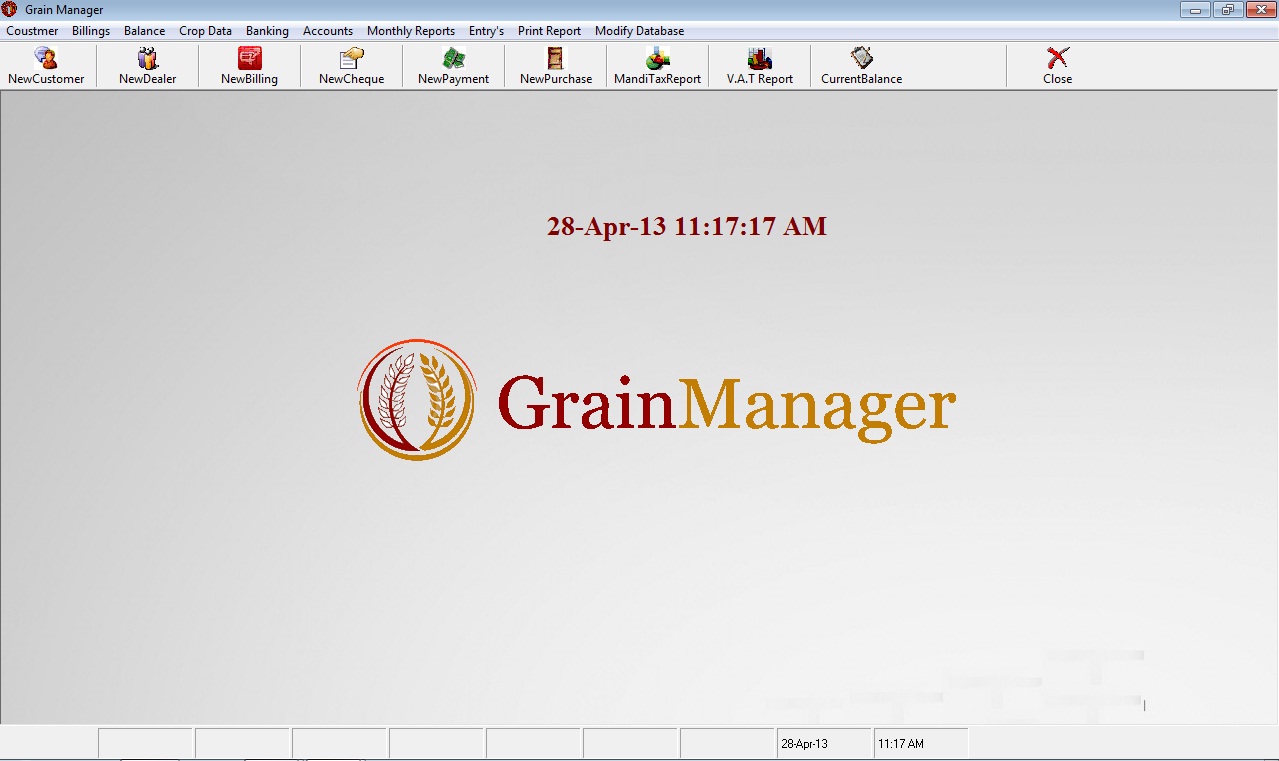 Grain Manager
Coustmer Billings Balance Crop Data Banking Accounts Monthly Reports Entry's Print Report Modify Database
NewCustomer NewDealer NewBilling NewCheque NewPayment NewPurchase MandiTaxReport V.A.T Report CurrentBalance Close
28-Apr-13 11:17:17 AM
GrainManager
28-Apr-13 11:17 AM